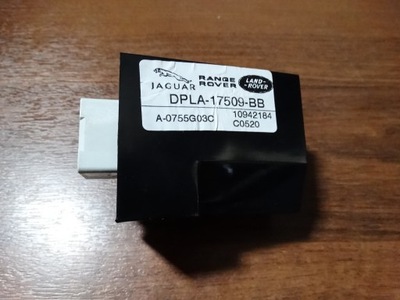 JAGUAR
RANGE ROVER
LAND-ROVER
DPLA-17509-BB
A-0755G03C
10942184
C0520